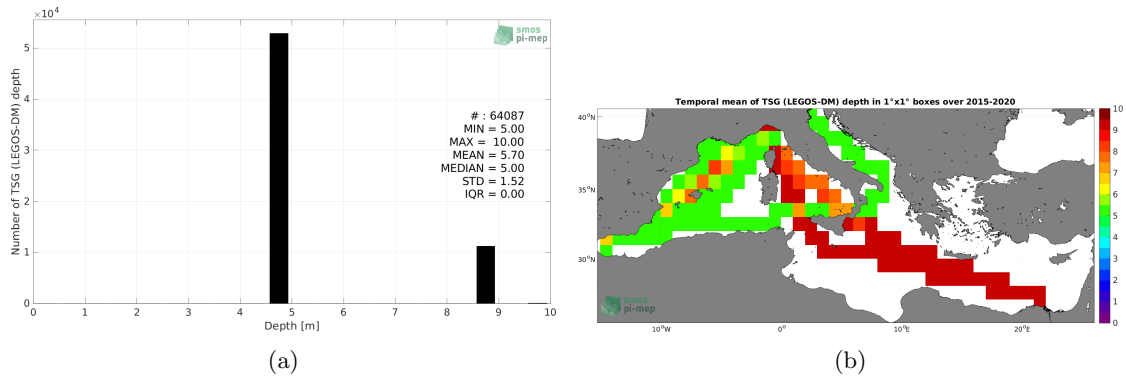 ×10⁴
smos
pi-mep
Number of TSG (LEGOS-DM) depth
5
4
3
2
1
0
# : 64087
MIN = 5.00
MAX = 10.00
MEAN = 5.70
MEDIAN = 5.00
STD = 1.52
IQR = 0.00
0 1 2 3 4 5 6 7 8 9 10
Depth [m]
(a)
Temporal mean of TSG (LEGOS-DM) depth in 1°x1° boxes over 2015-2020
40°N
35°N
30°N
10°W 0° 10°E 20°E
smos
pi-mep
10
9
8
7
6
5
4
3
2
1
0
(b)